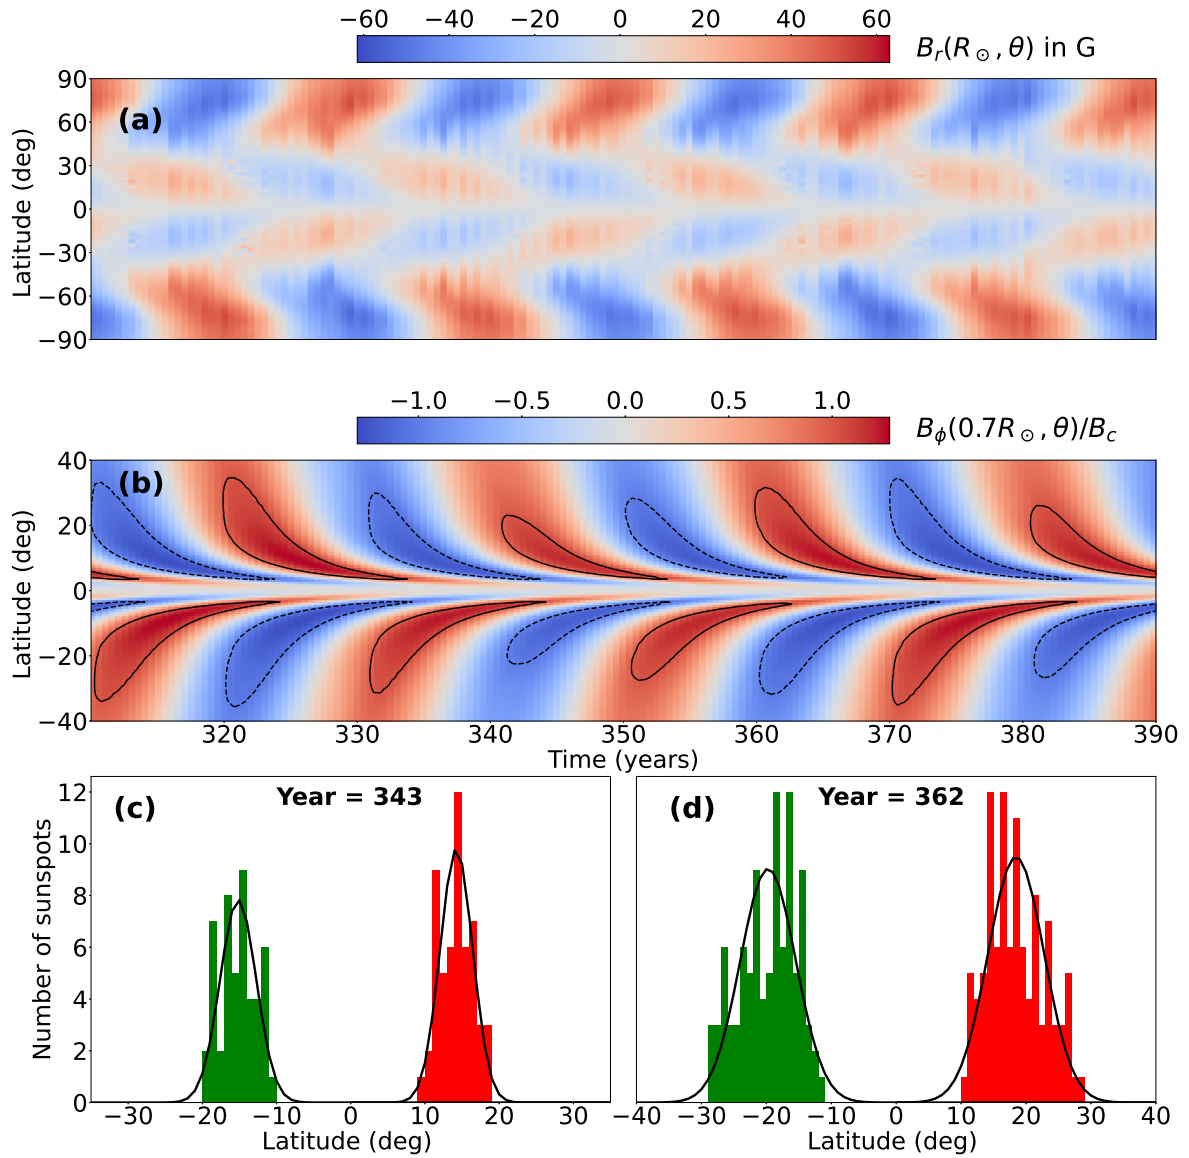 −60 −40 −20 0 20 40 60
B_r(R_⊙, θ) in G
(a)
Latitude (deg)
90
60
30
0
−30
−60
−90
−1.0 −0.5 0.0 0.5 1.0
B_ϕ(0.7R_⊙, θ)/B_c
(b)
Latitude (deg)
40
20
0
−20
−40
320 330 340 350 360 370 380 390
Time (years)
(c)
Year = 343
Number of sunspots
12
10
8
6
4
2
0
−30 −20 −10 0 10 20 30
Latitude (deg)
(d)
Year = 362
−40 −30 −20 −10 0 10 20 30 40
Latitude (deg)